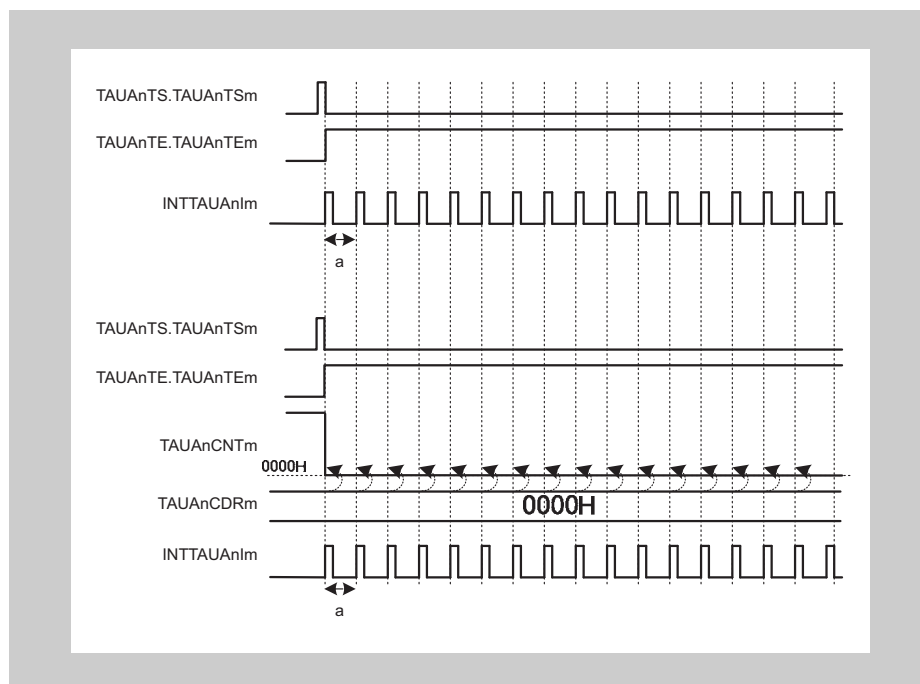 TAUAnTS.TAUAnTSm
TAUAnTE.TAUAnTEm
INTTAUAnIm
a
TAUAnTS.TAUAnTSm
TAUAnTE.TAUAnTEm
TAUAnCNTm
0000H
TAUAnCDRm
0000H
INTTAUAnIm
a